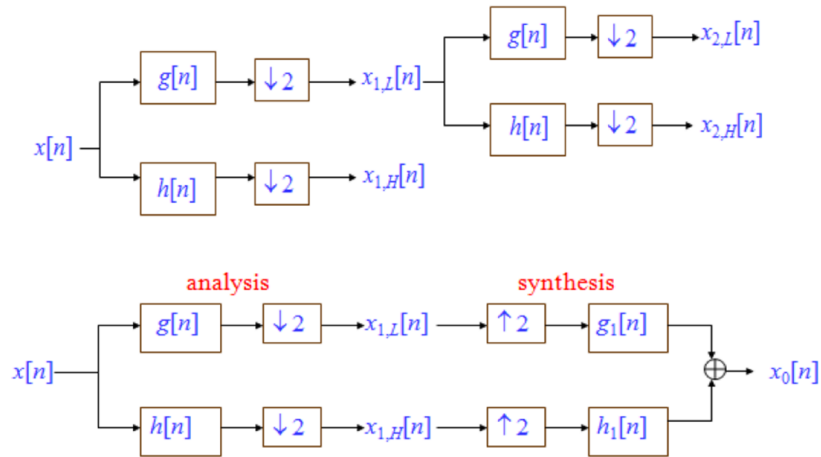 g[n] ↓2 x₂,L[n]
g[n] ↓2 x₁,L[n]
h[n] ↓2 x₂,H[n]
x[n]
h[n] ↓2 x₁,H[n]
analysis synthesis
g[n] ↓2 x₁,L[n] ↑2 g₁[n]
x[n] x₀[n]
h[n] ↓2 x₁,H[n] ↑2 h₁[n]